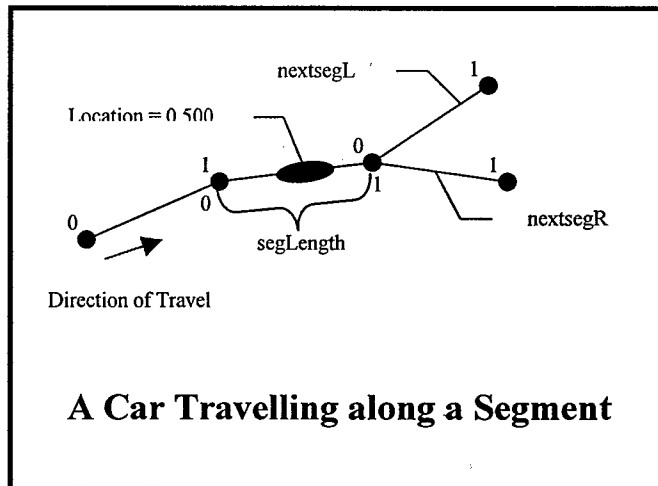 nextsegL
1
Location = 0.500
0
1
1
0
1
0
segLength
nextsegR
Direction of Travel
A Car Travelling along a Segment